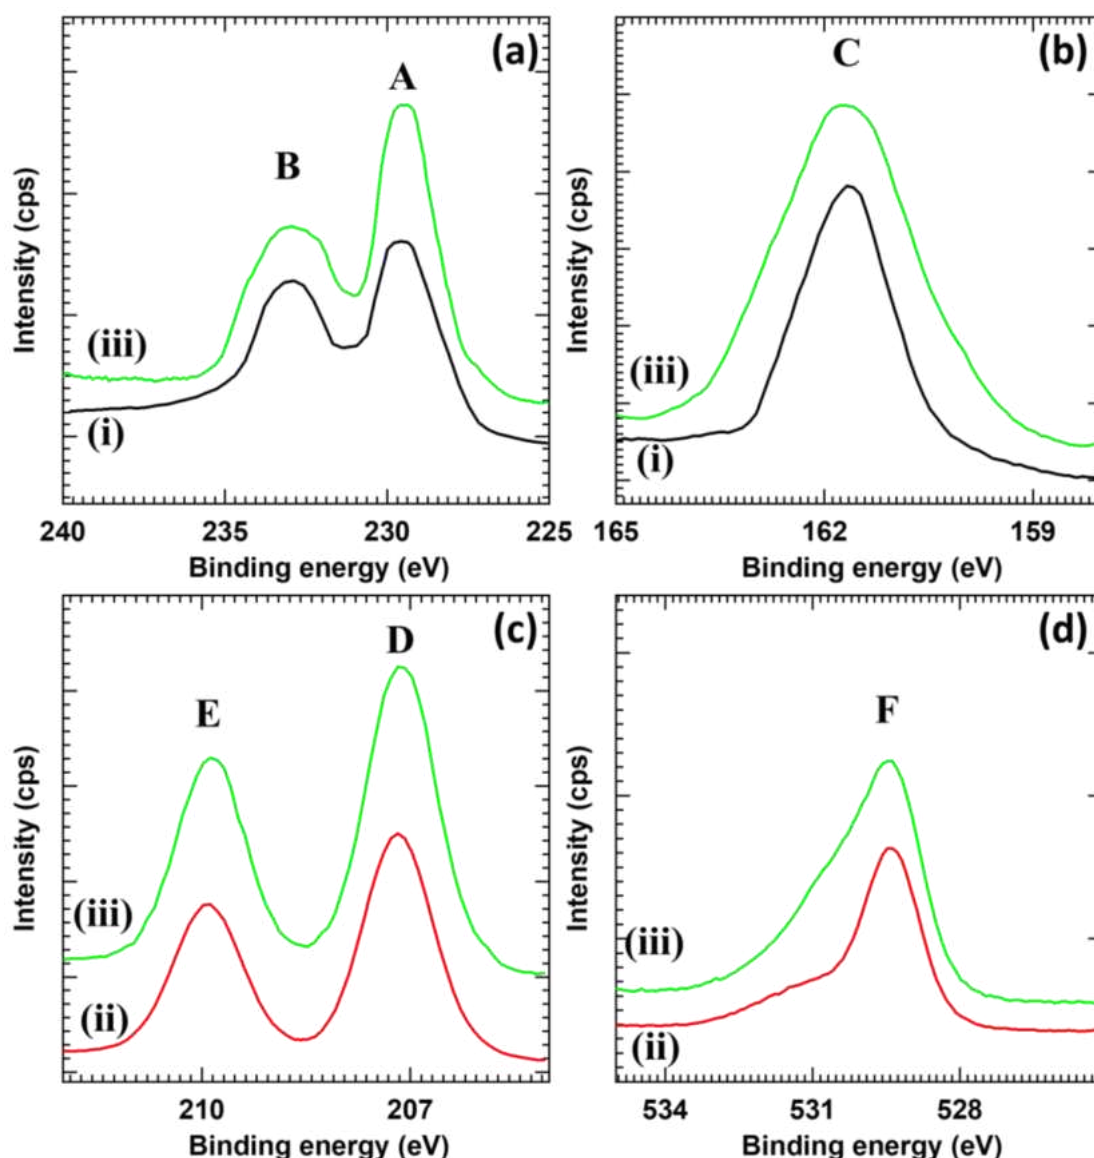 (a)
A
B
Intensity (cps)
(iii)
(i)
240 235 230 225
Binding energy (eV)
(b)
C
Intensity (cps)
(iii)
(i)
165 162 159
Binding energy (eV)
(c)
D
E
Intensity (cps)
(iii)
(ii)
210 207
Binding energy (eV)
(d)
F
Intensity (cps)
(iii)
(ii)
534 531 528
Binding energy (eV)